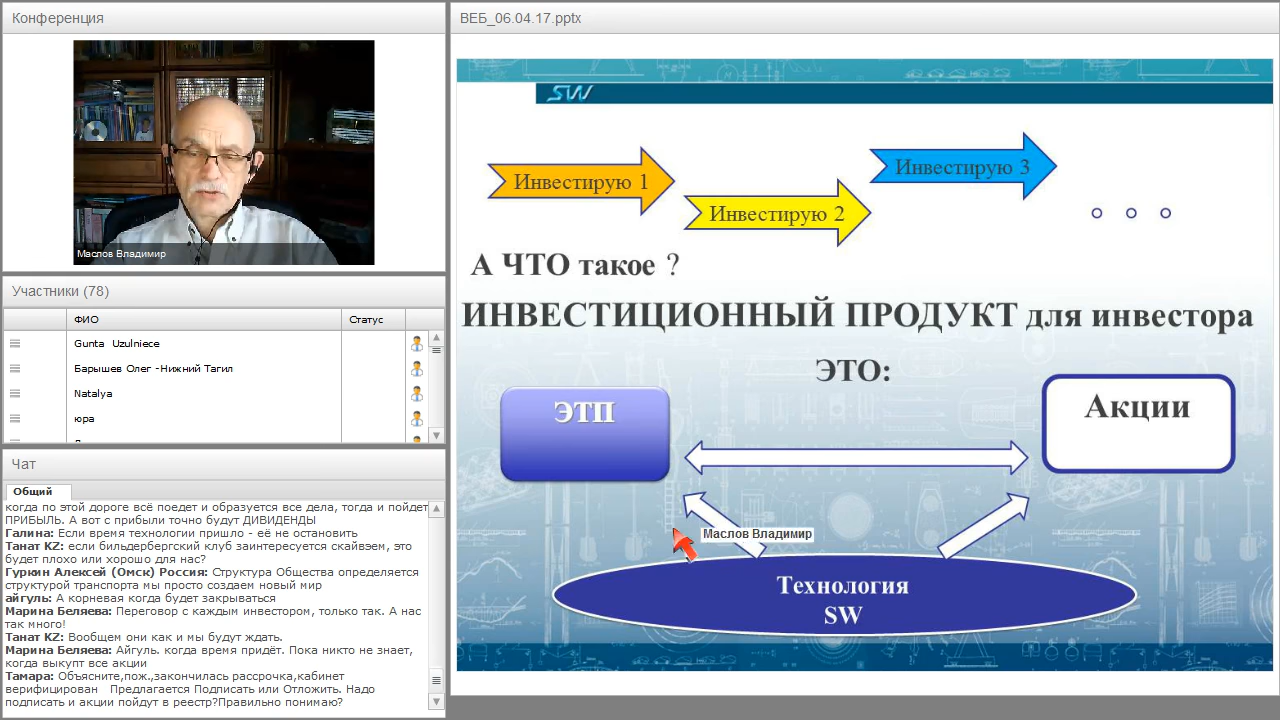 Конференция
Маслов Владимир
Участники (78)
ФИО
Статус
Gunta Uzulniece
Барышев Олег -Нижний Тагил
Natalya
юра
Чат
Общий
когда по этой дороге всё поедет и образуется все дела, тогда и пойдет
ПРИБЫЛЬ. А вот с прибыли точно будут ДИВИДЕНДЫ
Галина: Если время технологии пришло - её не остановить
Танат KZ: если бильдербергский клуб заинтересуется скайвэм, эт
будет плохо или хорошо для нас?
Гуркин Алексей (Омск) Россия: Структура Общества определяется
структурой транспорта мы просто создаем новый мир
айгуль: А корневая когда будет закрываться
Марина Беляева: Переговор с каждым инвестором, только так. А нас
так много!
Танат KZ: Вообщем они как и мы будут ждать.
Марина Беляева: Айгуль. когда время придёт. Пока никто не знает,
когда выкупт все акции
Тамара: Объясните,пож.,закончилась рассрочка,кабинет
верифицирован Предлагается Подписать или Отложить. Надо
подписать и акции пойдут в реестр?Правильно понимаю?
ВЕБ_06.04.17.pptx
SW
Инвестирую 1
Инвестирую 2
Инвестирую 3
А ЧТО такое ?
ИНВЕСТИЦИОННЫЙ ПРОДУКТ для инвестора
ЭТО:
ЭТП
Акции
Маслов Владимир
Технология
SW